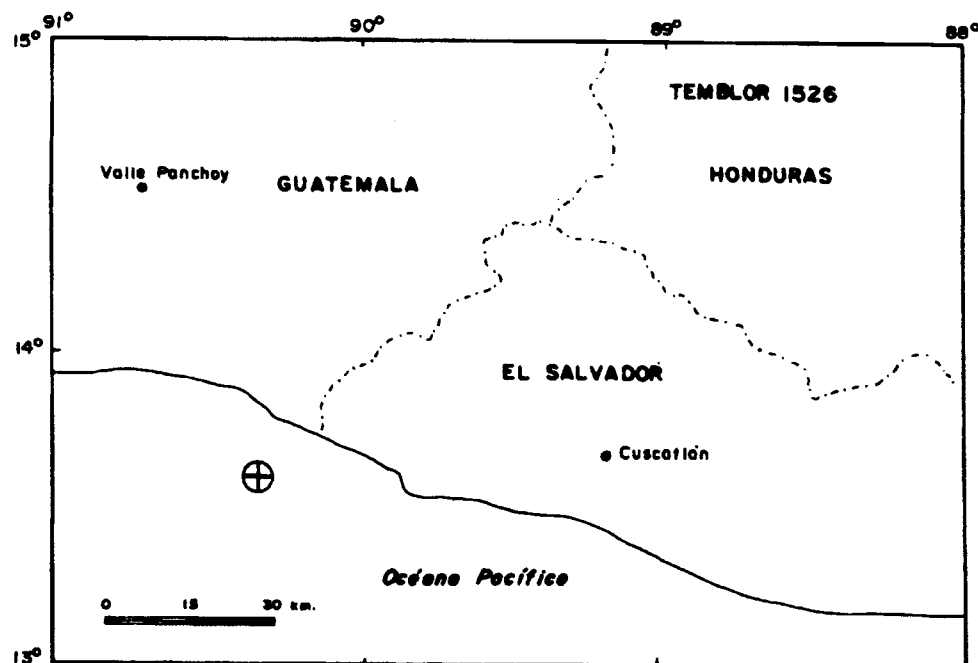 91° 90° 89° 88°
15°
TEMBLOR 1526
Valle Panchoy
GUATEMALA
HONDURAS
14°
EL SALVADOR
Cuscatlán
Océano Pacífico
0 15 30 km.
13°